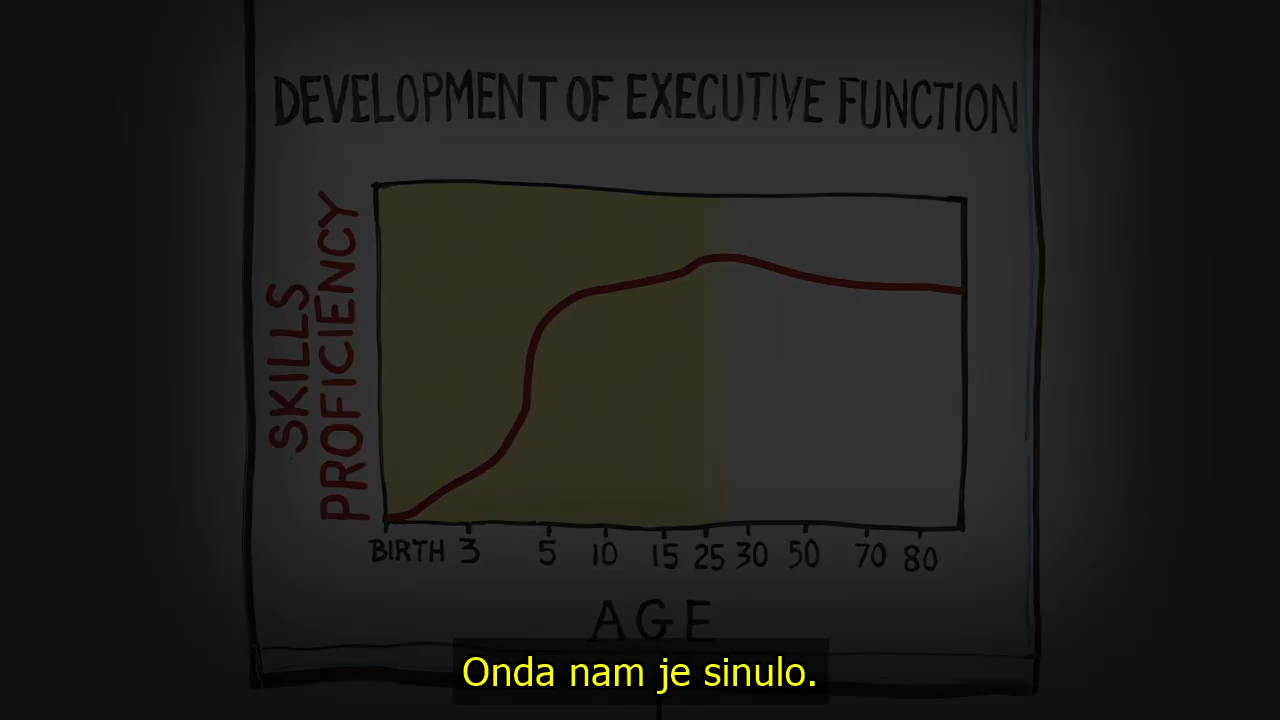 DEVELOPMENT OF EXECUTIVE FUNCTION
SKILLS
PROFICIENCY
BIRTH 3 5 10 15 25 30 50 70 80
AGE
Onda nam je sinulo.